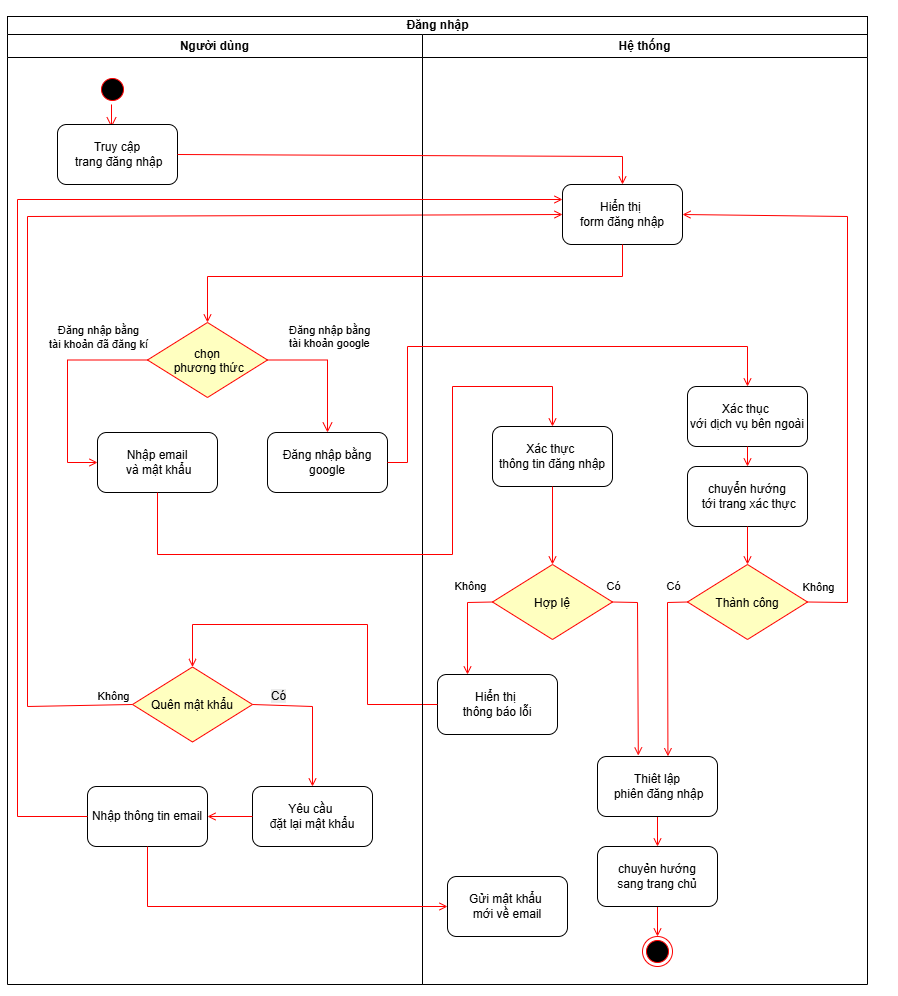 Đăng nhập
Người dùng
Hệ thống
Truy cập
trang đăng nhập
Hiển thị
form đăng nhập
Đăng nhập bằng
tài khoản đã đăng kí
Đăng nhập bằng
tài khoản google
chọn
phương thức
Nhập email
và mật khẩu
Đăng nhập bằng
google
Xác thực
thông tin đăng nhập
Xác thực
với dịch vụ bên ngoài
chuyển hướng
tới trang xác thực
Không
Hợp lệ
Có
Có
Thành công
Không
Không
Quên mật khẩu
Có
Hiển thị
thông báo lỗi
Nhập thông tin email
Yêu cầu
đặt lại mật khẩu
Thiêt lập
phiên đăng nhập
chuyển hướng
sang trang chủ
Gửi mật khẩu
mới về email